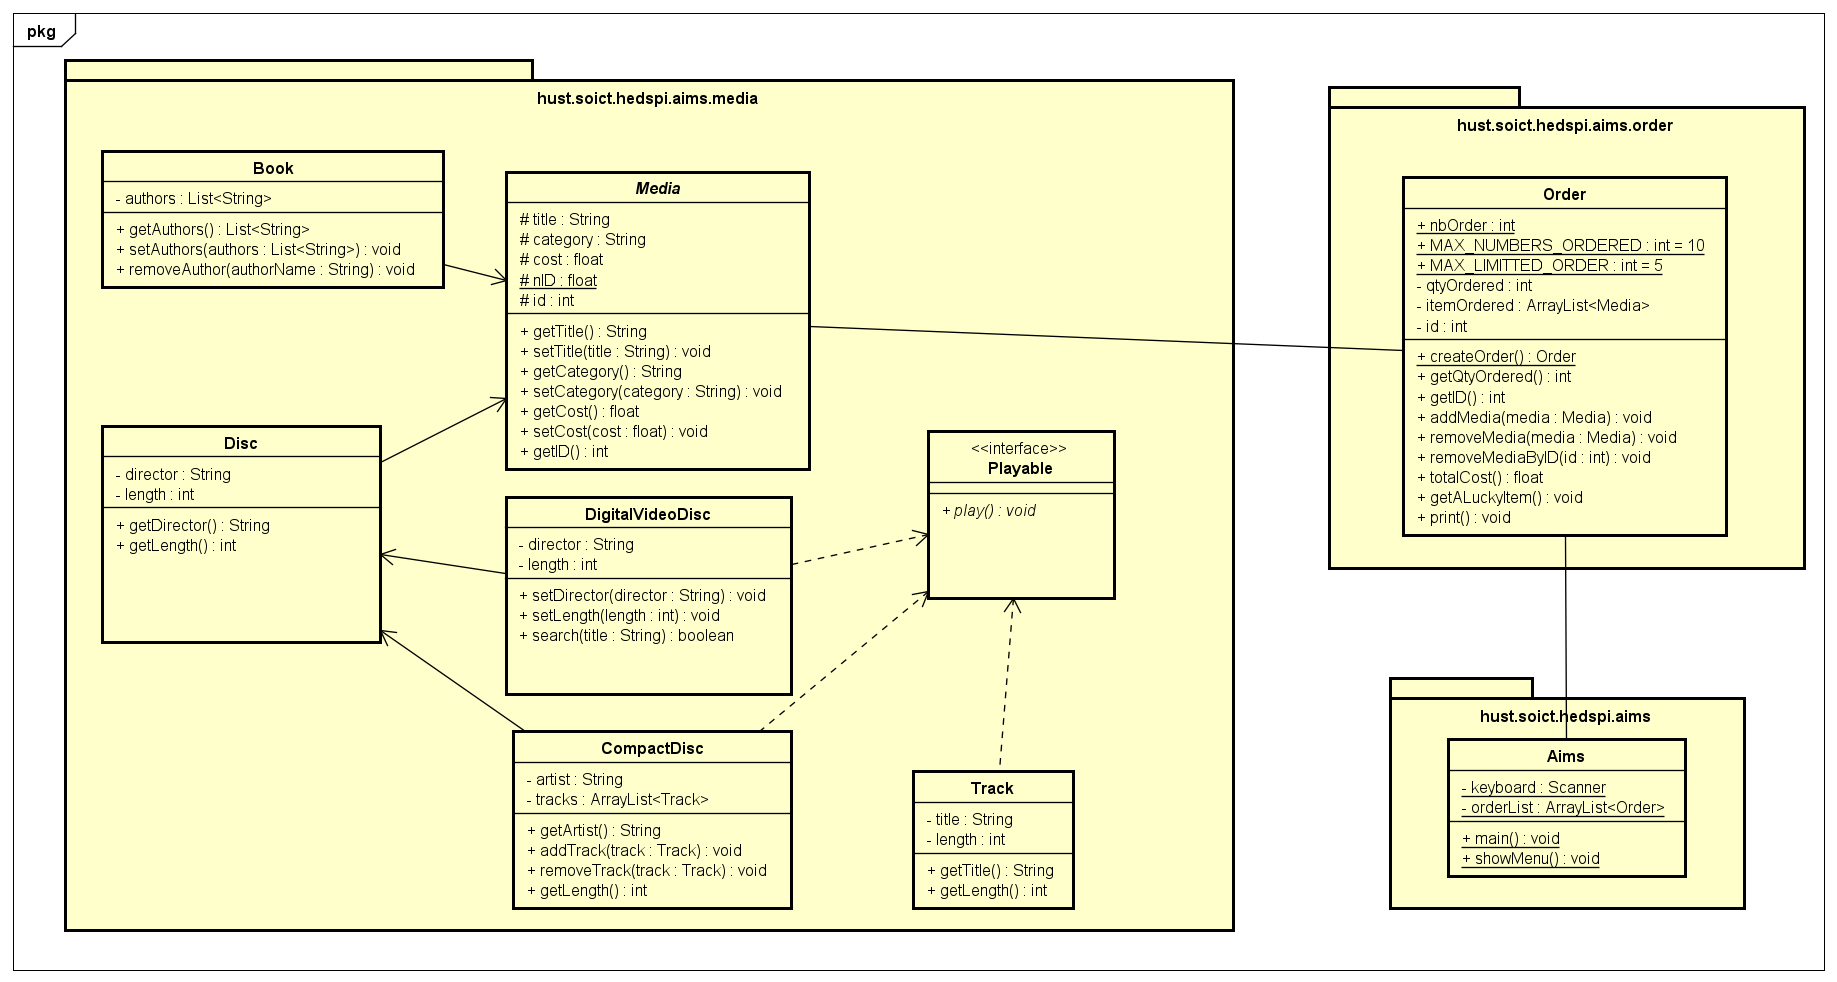 pkg
hust.soict.hedspi.aims.media
Book
- authors : List<String>
+ getAuthors() : List<String>
+ setAuthors(authors : List<String>) : void
+ removeAuthor(authorName : String) : void
Media
# title : String
# category : String
# cost : float
# nID : float
# id : int
+ getTitle() : String
+ setTitle(title : String) : void
+ getCategory() : String
+ setCategory(category : String) : void
+ getCost() : float
+ setCost(cost : float) : void
+ getID() : int
Disc
- director : String
- length : int
+ getDirector() : String
+ getLength() : int
DigitalVideoDisc
- director : String
- length : int
+ setDirector(director : String) : void
+ setLength(length : int) : void
+ search(title : String) : boolean
<<interface>>
Playable
+ play() : void
CompactDisc
- artist : String
- tracks : ArrayList<Track>
+ getArtist() : String
+ addTrack(track : Track) : void
+ removeTrack(track : Track) : void
+ getLength() : int
Track
- title : String
- length : int
+ getTitle() : String
+ getLength() : int
hust.soict.hedspi.aims.order
Order
+ nbOrder : int
+ MAX_NUMBERS_ORDERED : int = 10
+ MAX_LIMITTED_ORDER : int = 5
- qtyOrdered : int
- itemOrdered : ArrayList<Media>
- id : int
+ createOrder() : Order
+ getQtyOrdered() : int
+ getID() : int
+ addMedia(media : Media) : void
+ removeMedia(media : Media) : void
+ removeMediaByID(id : int) : void
+ totalCost() : float
+ getALuckyItem() : void
+ print() : void
hust.soict.hedspi.aims
Aims
- keyboard : Scanner
- orderList : ArrayList<Order>
+ main() : void
+ showMenu() : void